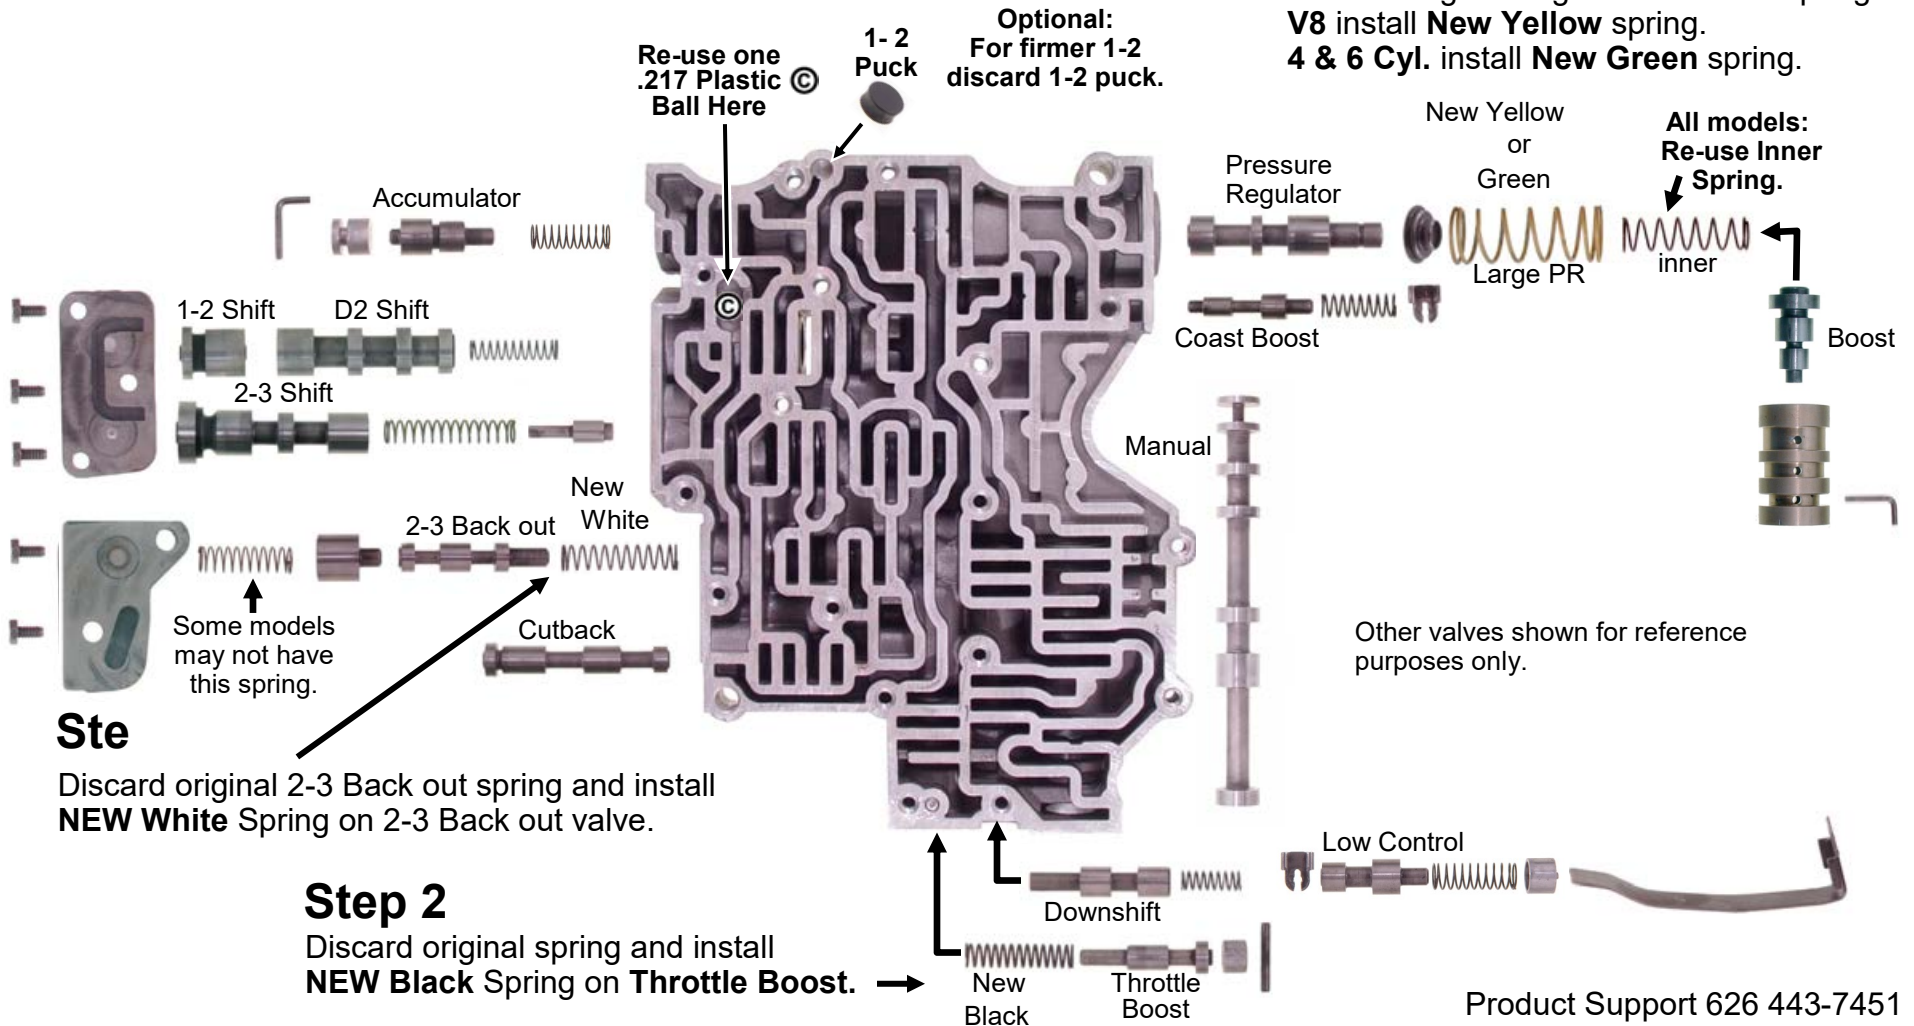 V8 install New Yellow spring.
4 & 6 Cyl. install New Green spring.
Optional:
For firmer 1-2
discard 1-2 puck.
1- 2
Puck
Re-use one
.217 Plastic ©
Ball Here
New Yellow
or
Green
All models:
Re-use Inner
Spring.
Pressure
Regulator
Large PR
inner
Accumulator
1-2 Shift
D2 Shift
©
Coast Boost
Boost
2-3 Shift
Manual
New
White
2-3 Back out
Some models
may not have
this spring.
Cutback
Other valves shown for reference
purposes only.
Ste
Discard original 2-3 Back out spring and install
NEW White Spring on 2-3 Back out valve.
Low Control
Downshift
Step 2
Discard original spring and install
NEW Black Spring on Throttle Boost.
New
Black
Throttle
Boost
Product Support 626 443-7451